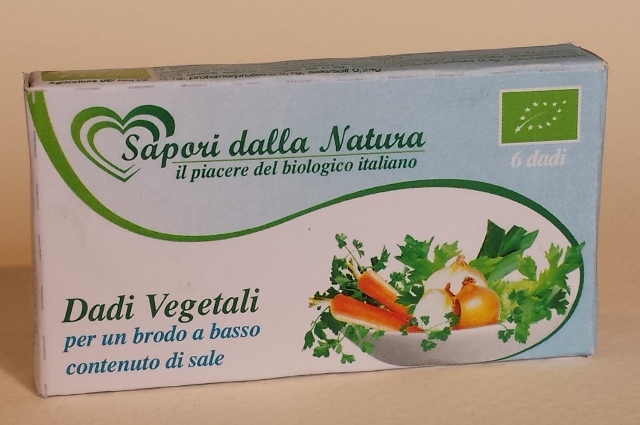 Sapori dalla Natura
il piacere del biologico italiano
6 dadi
Dadi Vegetali
per un brodo a basso
contenuto di sale